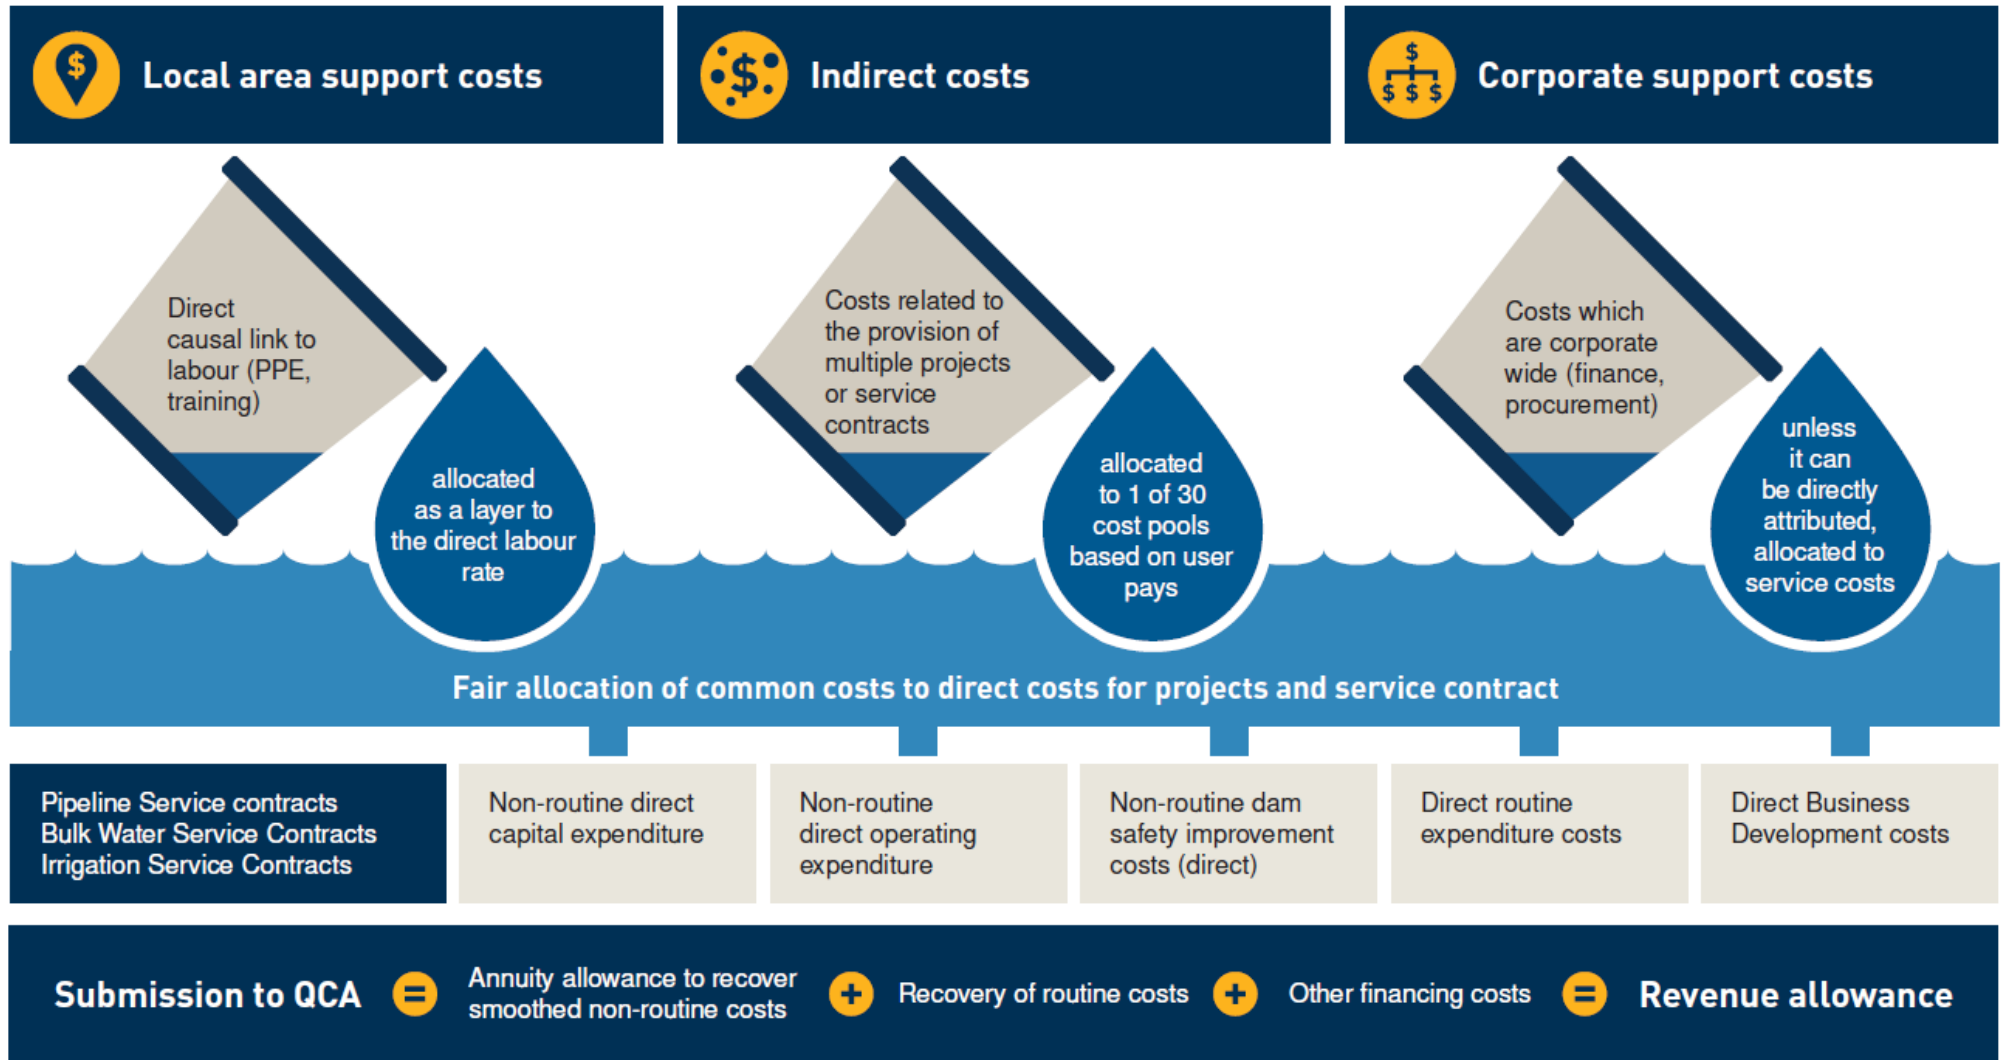 Local area support costs
Indirect costs
Corporate support costs
Direct
causal link to
labour (PPE,
training)
allocated
as a layer to
the direct labour
rate
Costs related to
the provision of
multiple projects
or service
contracts
allocated
to 1 of 30
cost pools
based on user
pays
Costs which
are corporate
wide (finance,
procurement)
unless
it can
be directly
attributed,
allocated to
service costs
Fair allocation of common costs to direct costs for projects and service contract
Pipeline Service contracts
Bulk Water Service Contracts
Irrigation Service Contracts
Non-routine direct
capital expenditure
Non-routine
direct operating
expenditure
Non-routine dam
safety improvement
costs (direct)
Direct routine
expenditure costs
Direct Business
Development costs
Submission to QCA
=
Annuity allowance to recover
smoothed non-routine costs
+
Recovery of routine costs
+
Other financing costs
=
Revenue allowance